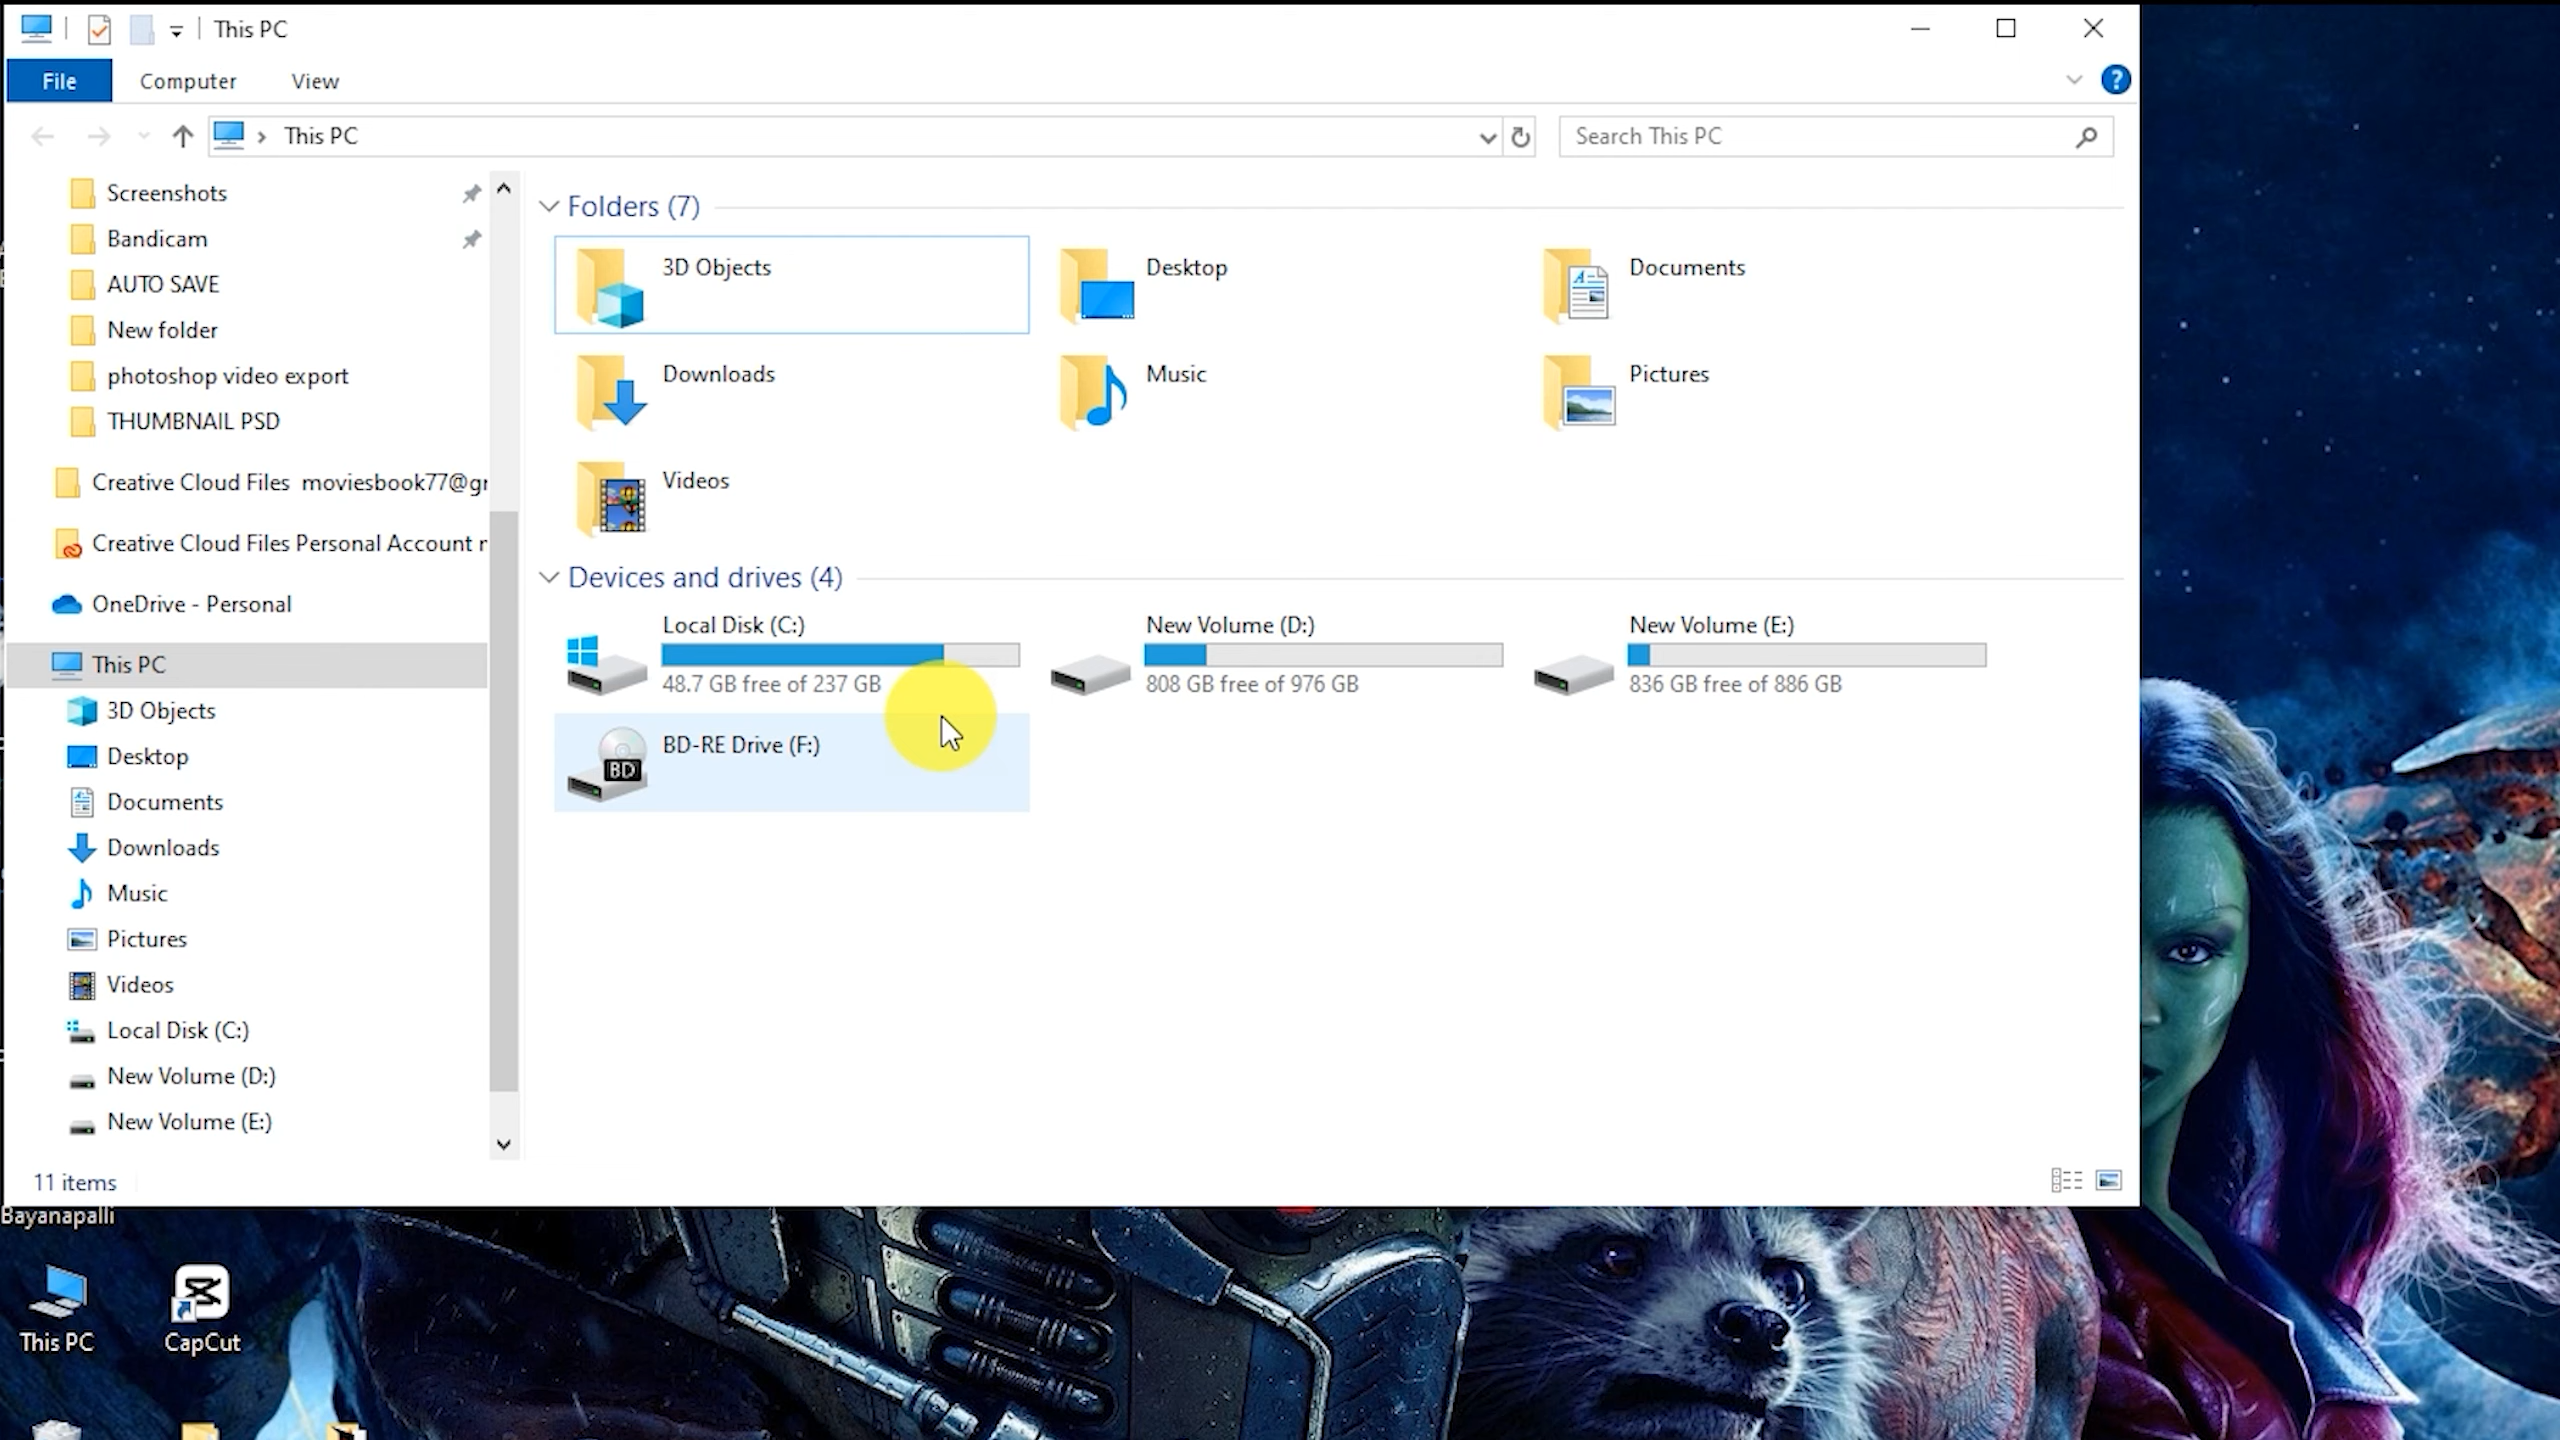 This PC
File
Computer
View
This PC
Search This PC
Screenshots
Bandicam
AUTO SAVE
New folder
photoshop video export
THUMBNAIL PSD
Creative Cloud Files moviesbook77@gr
Creative Cloud Files Personal Account r
OneDrive - Personal
This PC
3D Objects
Desktop
Documents
Downloads
Music
Pictures
Videos
Local Disk (C:)
New Volume (D:)
New Volume (E:)
Folders (7)
3D Objects
Desktop
Documents
Downloads
Music
Pictures
Videos
Devices and drives (4)
Local Disk (C:)
48.7 GB free of 237 GB
New Volume (D:)
808 GB free of 976 GB
New Volume (E:)
836 GB free of 886 GB
BD-RE Drive (F:)
BD
11 items
Bayanapalli
This PC
CapCut